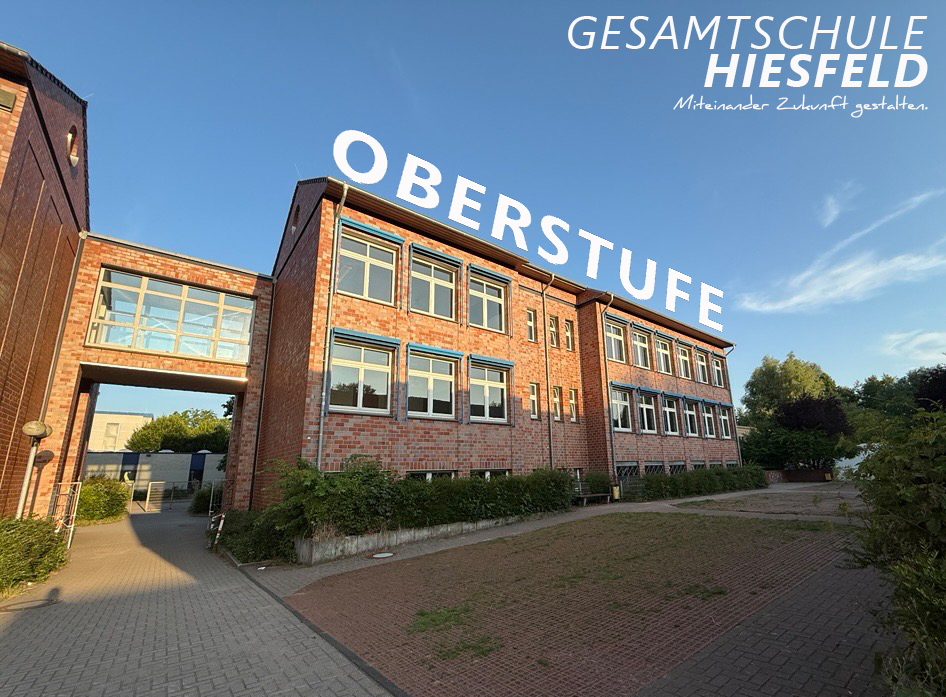 GESAMTSCHULE
HIESFELD
Miteinander Zukunft gestalten.
OBERSTUFE